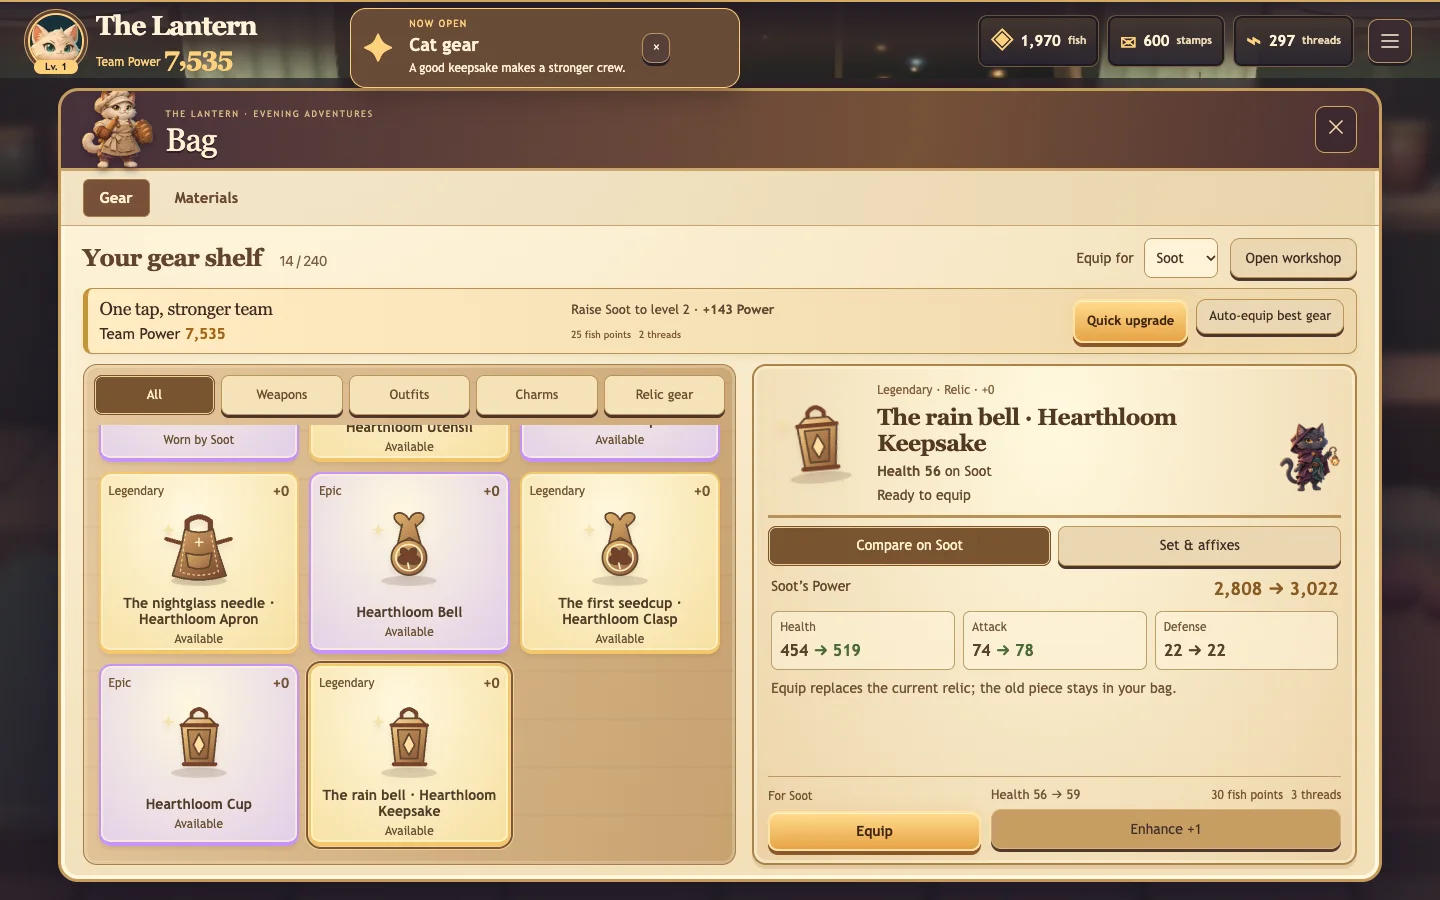 The Lantern
Team Power 7,535
Lv. 1
NOW OPEN
Cat gear
A good keepsake makes a stronger crew.
×
1,970 fish
600 stamps
297 threads
THE LANTERN · EVENING ADVENTURES
Bag
Gear
Materials
Your gear shelf 14 / 240
Equip for
Soot
Open workshop
One tap, stronger team
Team Power 7,535
Raise Soot to level 2 · +143 Power
25 fish points 2 threads
Quick upgrade
Auto-equip best gear
All
Weapons
Outfits
Charms
Relic gear
Worn by Soot
Hearthloom Utensil
Available
Available
Legendary +0
The nightglass needle ·
Hearthloom Apron
Available
Epic +0
Hearthloom Bell
Available
Legendary +0
The first seedcup ·
Hearthloom Clasp
Available
Epic +0
Hearthloom Cup
Available
Legendary +0
The rain bell · Hearthloom
Keepsake
Available
Legendary · Relic · +0
The rain bell · Hearthloom
Keepsake
Health 56 on Soot
Ready to equip
Compare on Soot
Set & affixes
Soot's Power
2,808 → 3,022
Health
454 → 519
Attack
74 → 78
Defense
22 → 22
Equip replaces the current relic; the old piece stays in your bag.
For Soot
Equip
Health 56 → 59
30 fish points 3 threads
Enhance +1